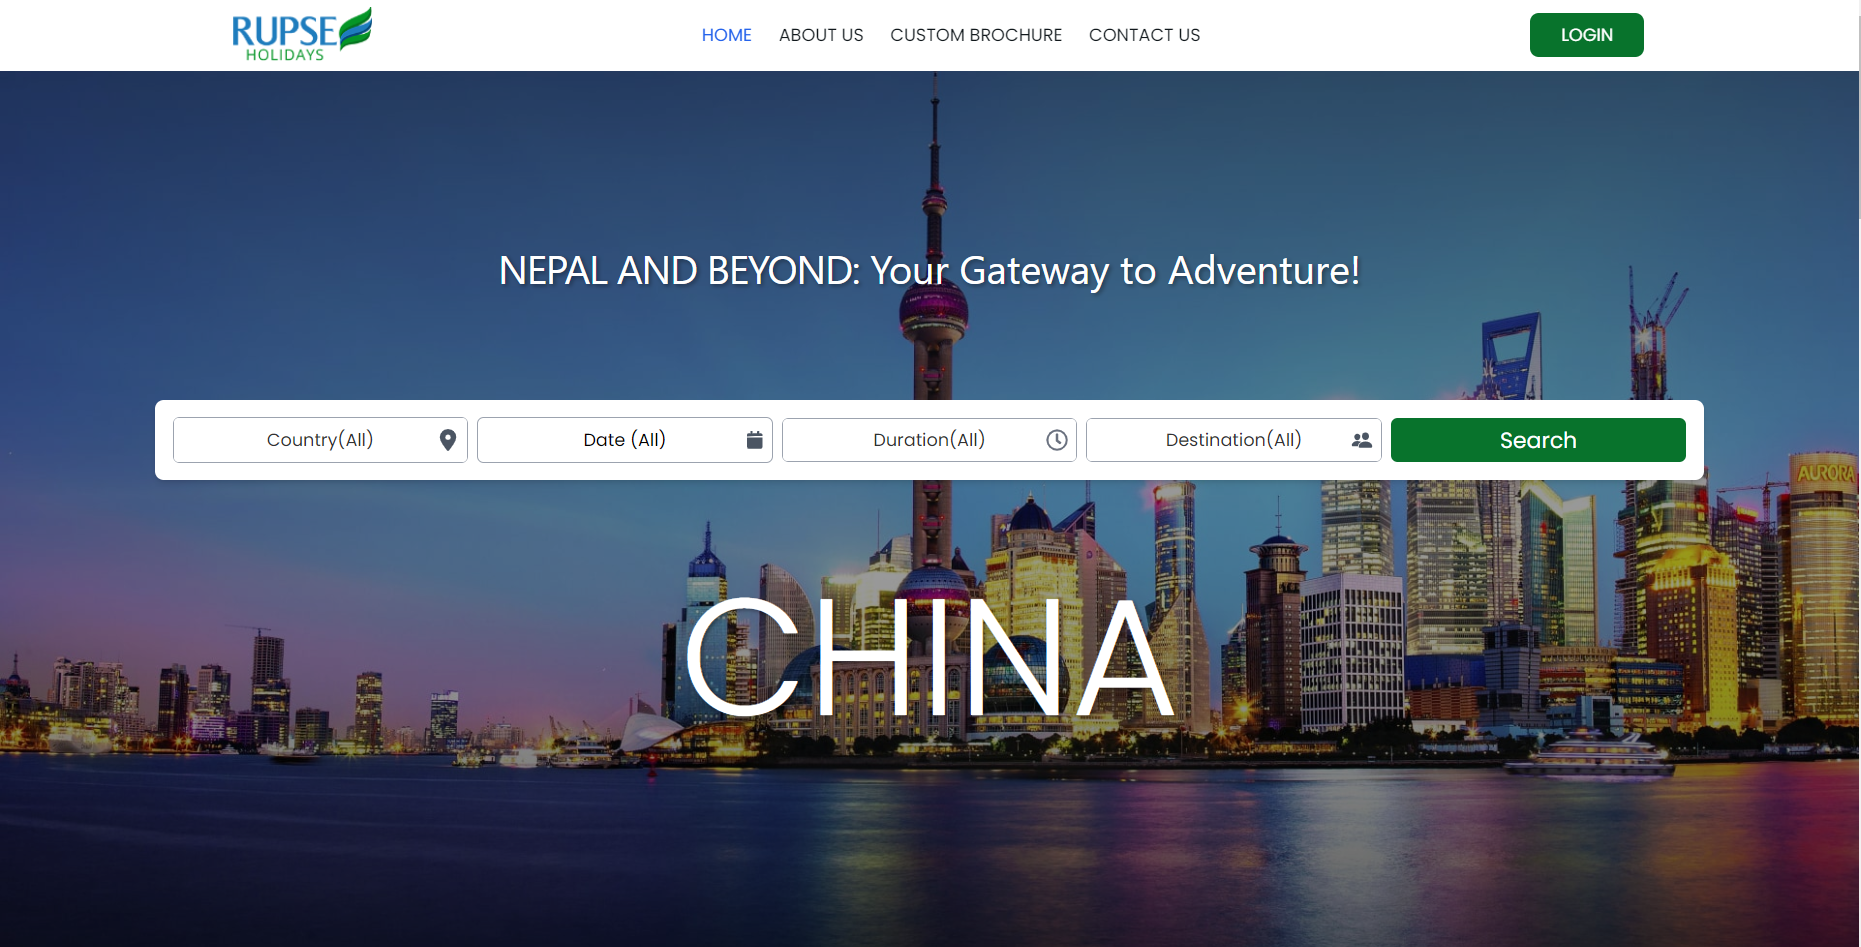 RUPSE
HOLIDAYS
HOME ABOUT US CUSTOM BROCHURE CONTACT US LOGIN
NEPAL AND BEYOND: Your Gateway to Adventure!
Country(All) Date (All) Duration(All) Destination(All) Search
AURORA
CHINA